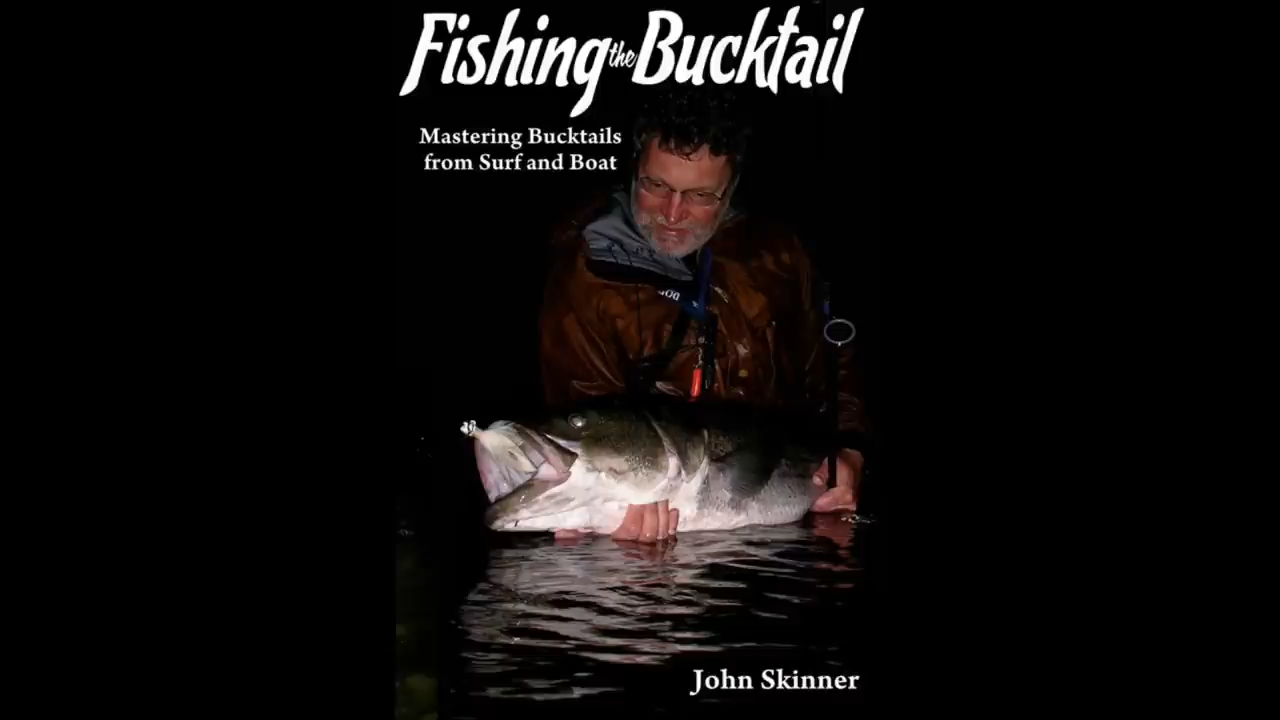 Fishing the Bucktail
Mastering Bucktails
from Surf and Boat
John Skinner